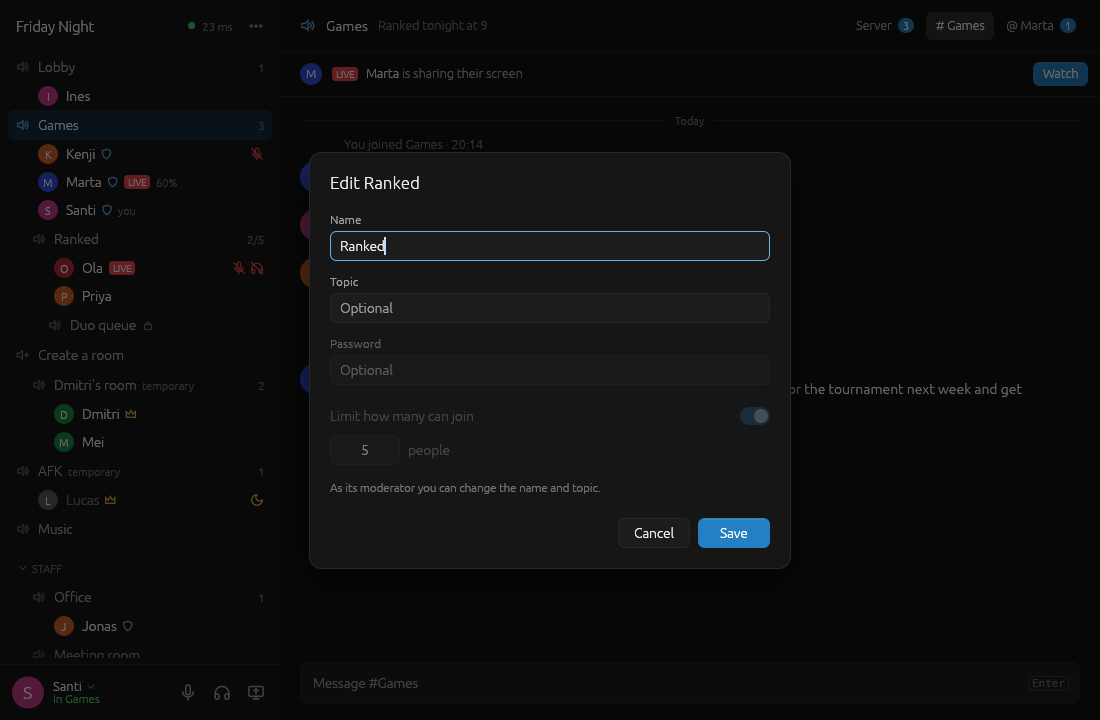 Friday Night
23 ms
Lobby 1
I Ines
Games 3
K Kenji
M Marta LIVE 60%
S Santi you
Ranked 2/5
O Ola LIVE
P Priya
Duo queue
Create a room
Dmitri's room temporary 2
D Dmitri
M Mei
AFK temporary 1
L Lucas
Music
STAFF
Office 1
J Jonas
Meeting room
S Santi
In Games
Games Ranked tonight at 9
Server 3 # Games @ Marta 1
M LIVE Marta is sharing their screen Watch
Today
You joined Games · 20:14
or the tournament next week and get
Edit Ranked
Name
Ranked
Topic
Optional
Password
Optional
Limit how many can join
5 people
As its moderator you can change the name and topic.
Cancel Save
Message #Games Enter